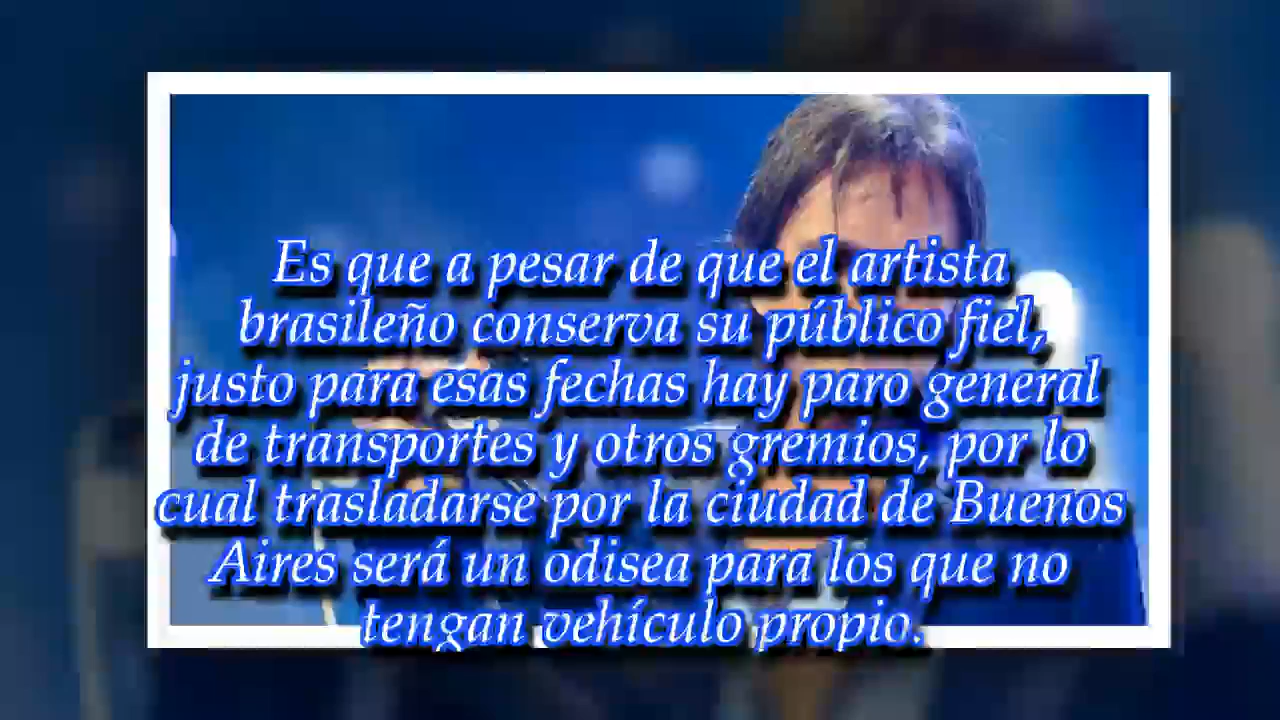 Es que a pesar de que el artista
brasileño conserva su público fiel,
justo para esas fechas hay paro general
de transportes y otros gremios, por lo
cual trasladarse por la ciudad de Buenos
Aires será un odisea para los que no
tengan vehículo propio.